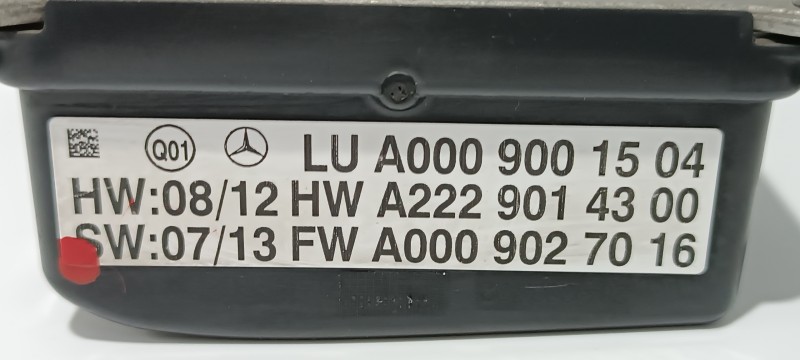 Q01 LU A000 900 15 04
HW:08/12 HW A222 901 43 00
SW:07/13 FW A000 902 70 16